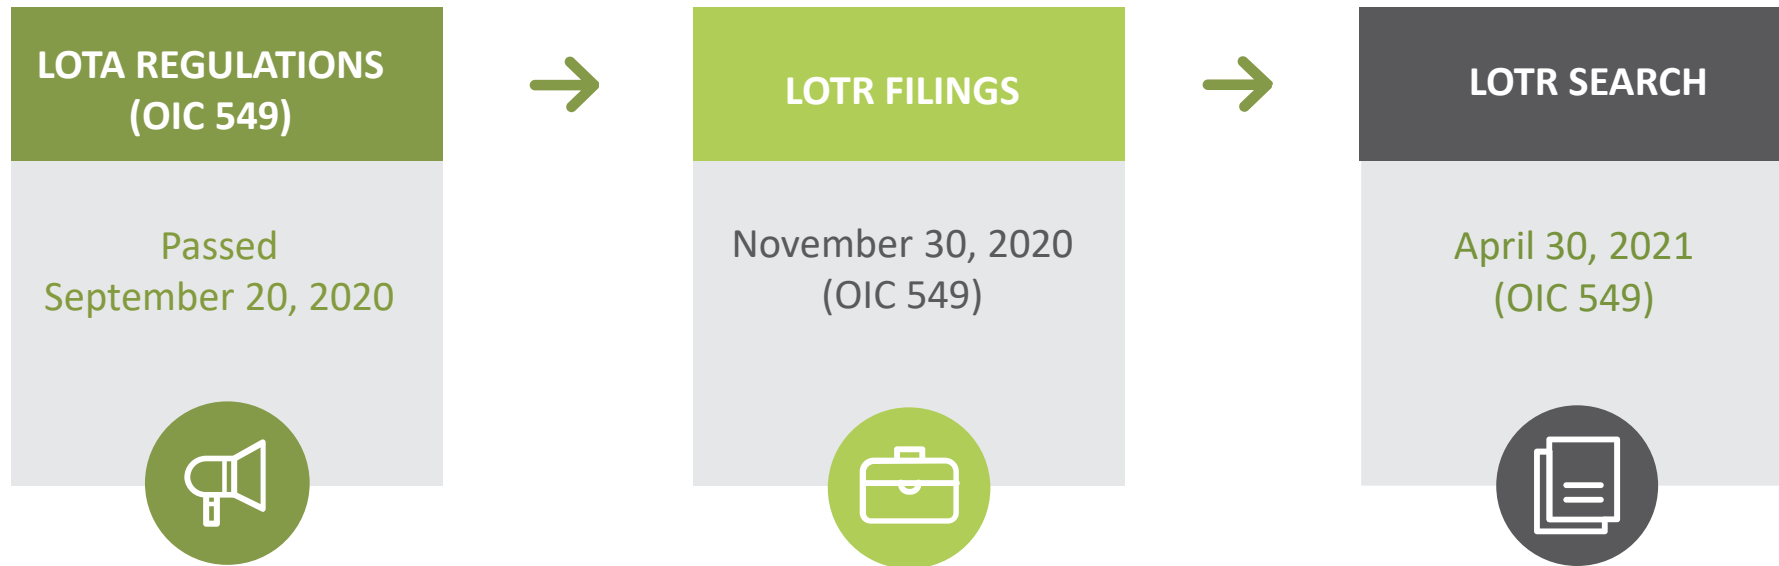 LOTA REGULATIONS
(OIC 549)
Passed
September 20, 2020
LOTR FILINGS
November 30, 2020
(OIC 549)
LOTR SEARCH
April 30, 2021
(OIC 549)